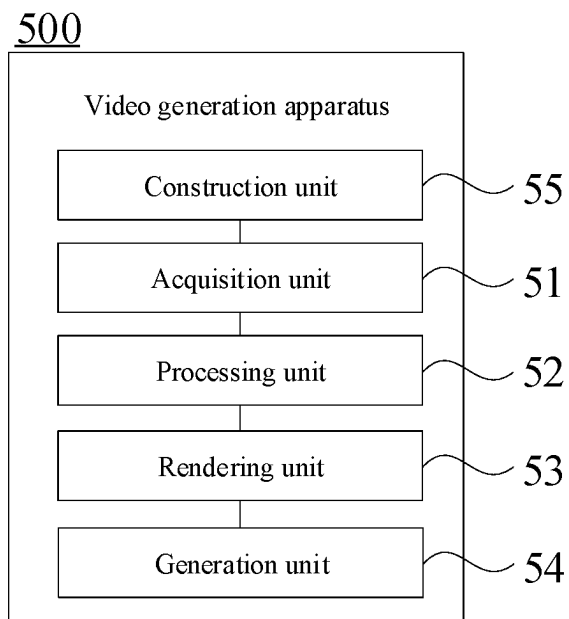 500
Video generation apparatus
Construction unit
55
Acquisition unit
51
Processing unit
52
Rendering unit
53
Generation unit
54